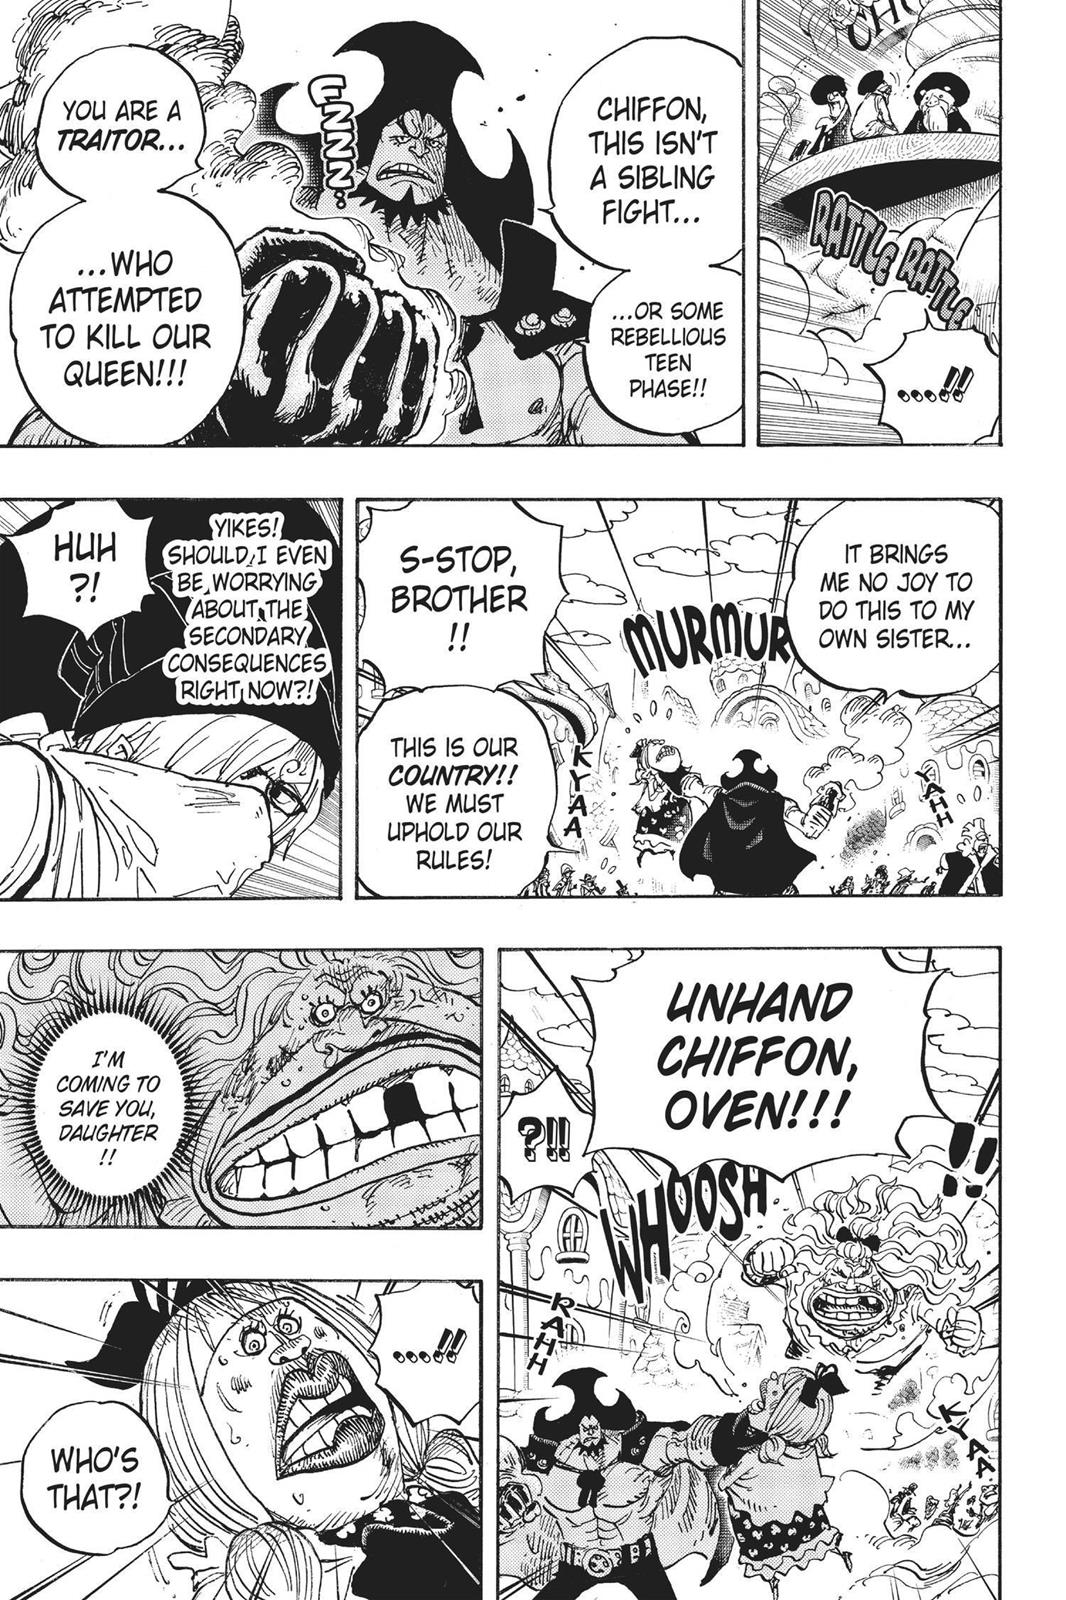 CHO
RATTLE RATTLE
....!!
CHIFFON,
THIS ISN'T
A SIBLING
FIGHT...
...OR SOME
REBELLIOUS
TEEN
PHASE!!
FNNN..
YOU ARE A
TRAITOR...
...WHO
ATTEMPTED
TO KILL OUR
QUEEN!!!
IT BRINGS
ME NO JOY TO
DO THIS TO MY
OWN SISTER...
MURMUR
YAHH
KYAA
S-STOP,
BROTHER
!!
THIS IS OUR
COUNTRY!!
WE MUST
UPHOLD OUR
RULES!
YIKES!
SHOULD I EVEN
BE WORRYING
ABOUT THE
SECONDARY
CONSEQUENCES
RIGHT NOW?!
HUH
?!
UNHAND
CHIFFON,
OVEN!!!
!!
?!!
WHOOSH
RAHH
KYAA
I'M
COMING TO
SAVE YOU,
DAUGHTER
!!
....!!
WHO'S
THAT?!